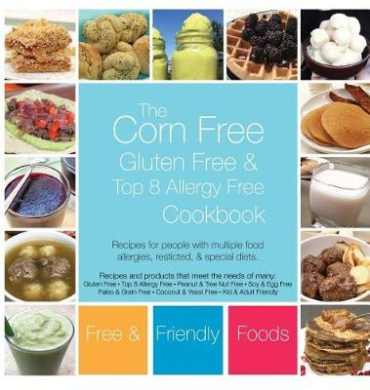 The
Corn Free
Gluten Free &
Top 8 Allergy Free
Cookbook
Recipes for people with multiple food
allergies, resticted, & special diets.
Recipes and products that meet the needs of many:
Gluten Free • Top 8 Allergy Free • Peanut & Tree Nut Free • Soy & Egg Free
Paleo & Grain Free • Coconut & Yeast Free • Kid & Adult Friendly
Free & Friendly Foods